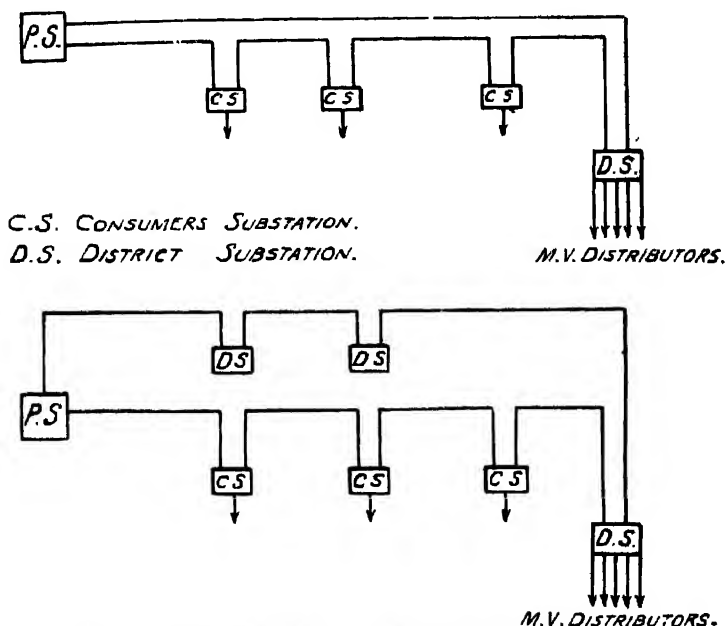 P.S.
C S
C S
C S
D.S.
C.S. CONSUMERS SUBSTATION.
D.S. DISTRICT SUBSTATION.
M.V. DISTRIBUTORS.
DS
DS
P.S
C S
C S
C S
D.S.
M.V. DISTRIBUTORS.